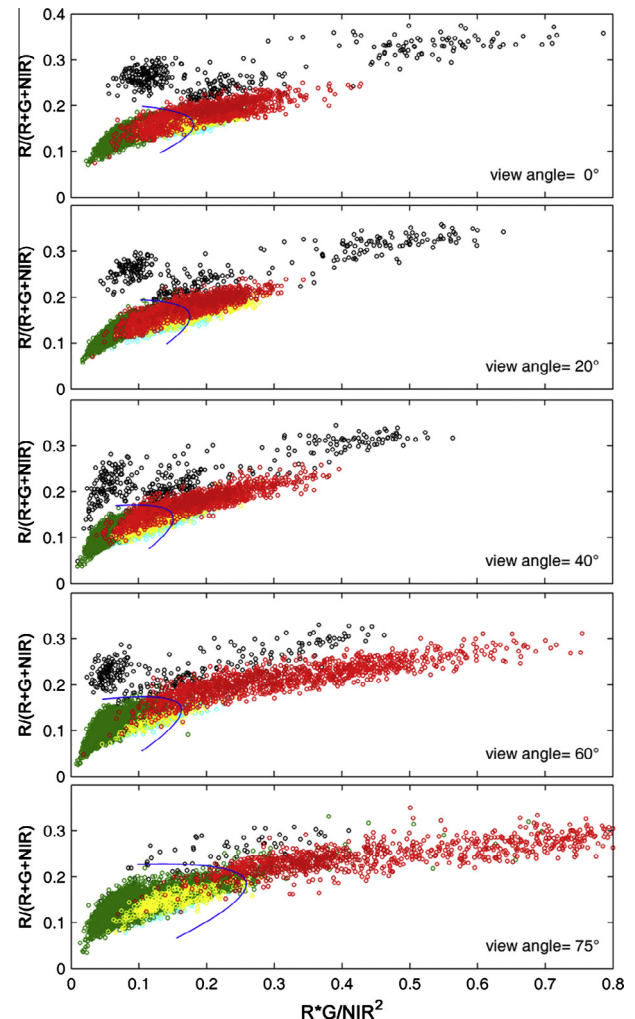 0.4
0.3
0.2
0.1
0
R/(R+G+NIR)
view angle= 0°
0.3
0.2
0.1
0
R/(R+G+NIR)
view angle= 20°
0.3
0.2
0.1
0
R/(R+G+NIR)
view angle= 40°
0.3
0.2
0.1
0
R/(R+G+NIR)
view angle= 60°
0.3
0.2
0.1
0
R/(R+G+NIR)
view angle= 75°
0 0.1 0.2 0.3 0.4 0.5 0.6 0.7 0.8
R*G/NIR²